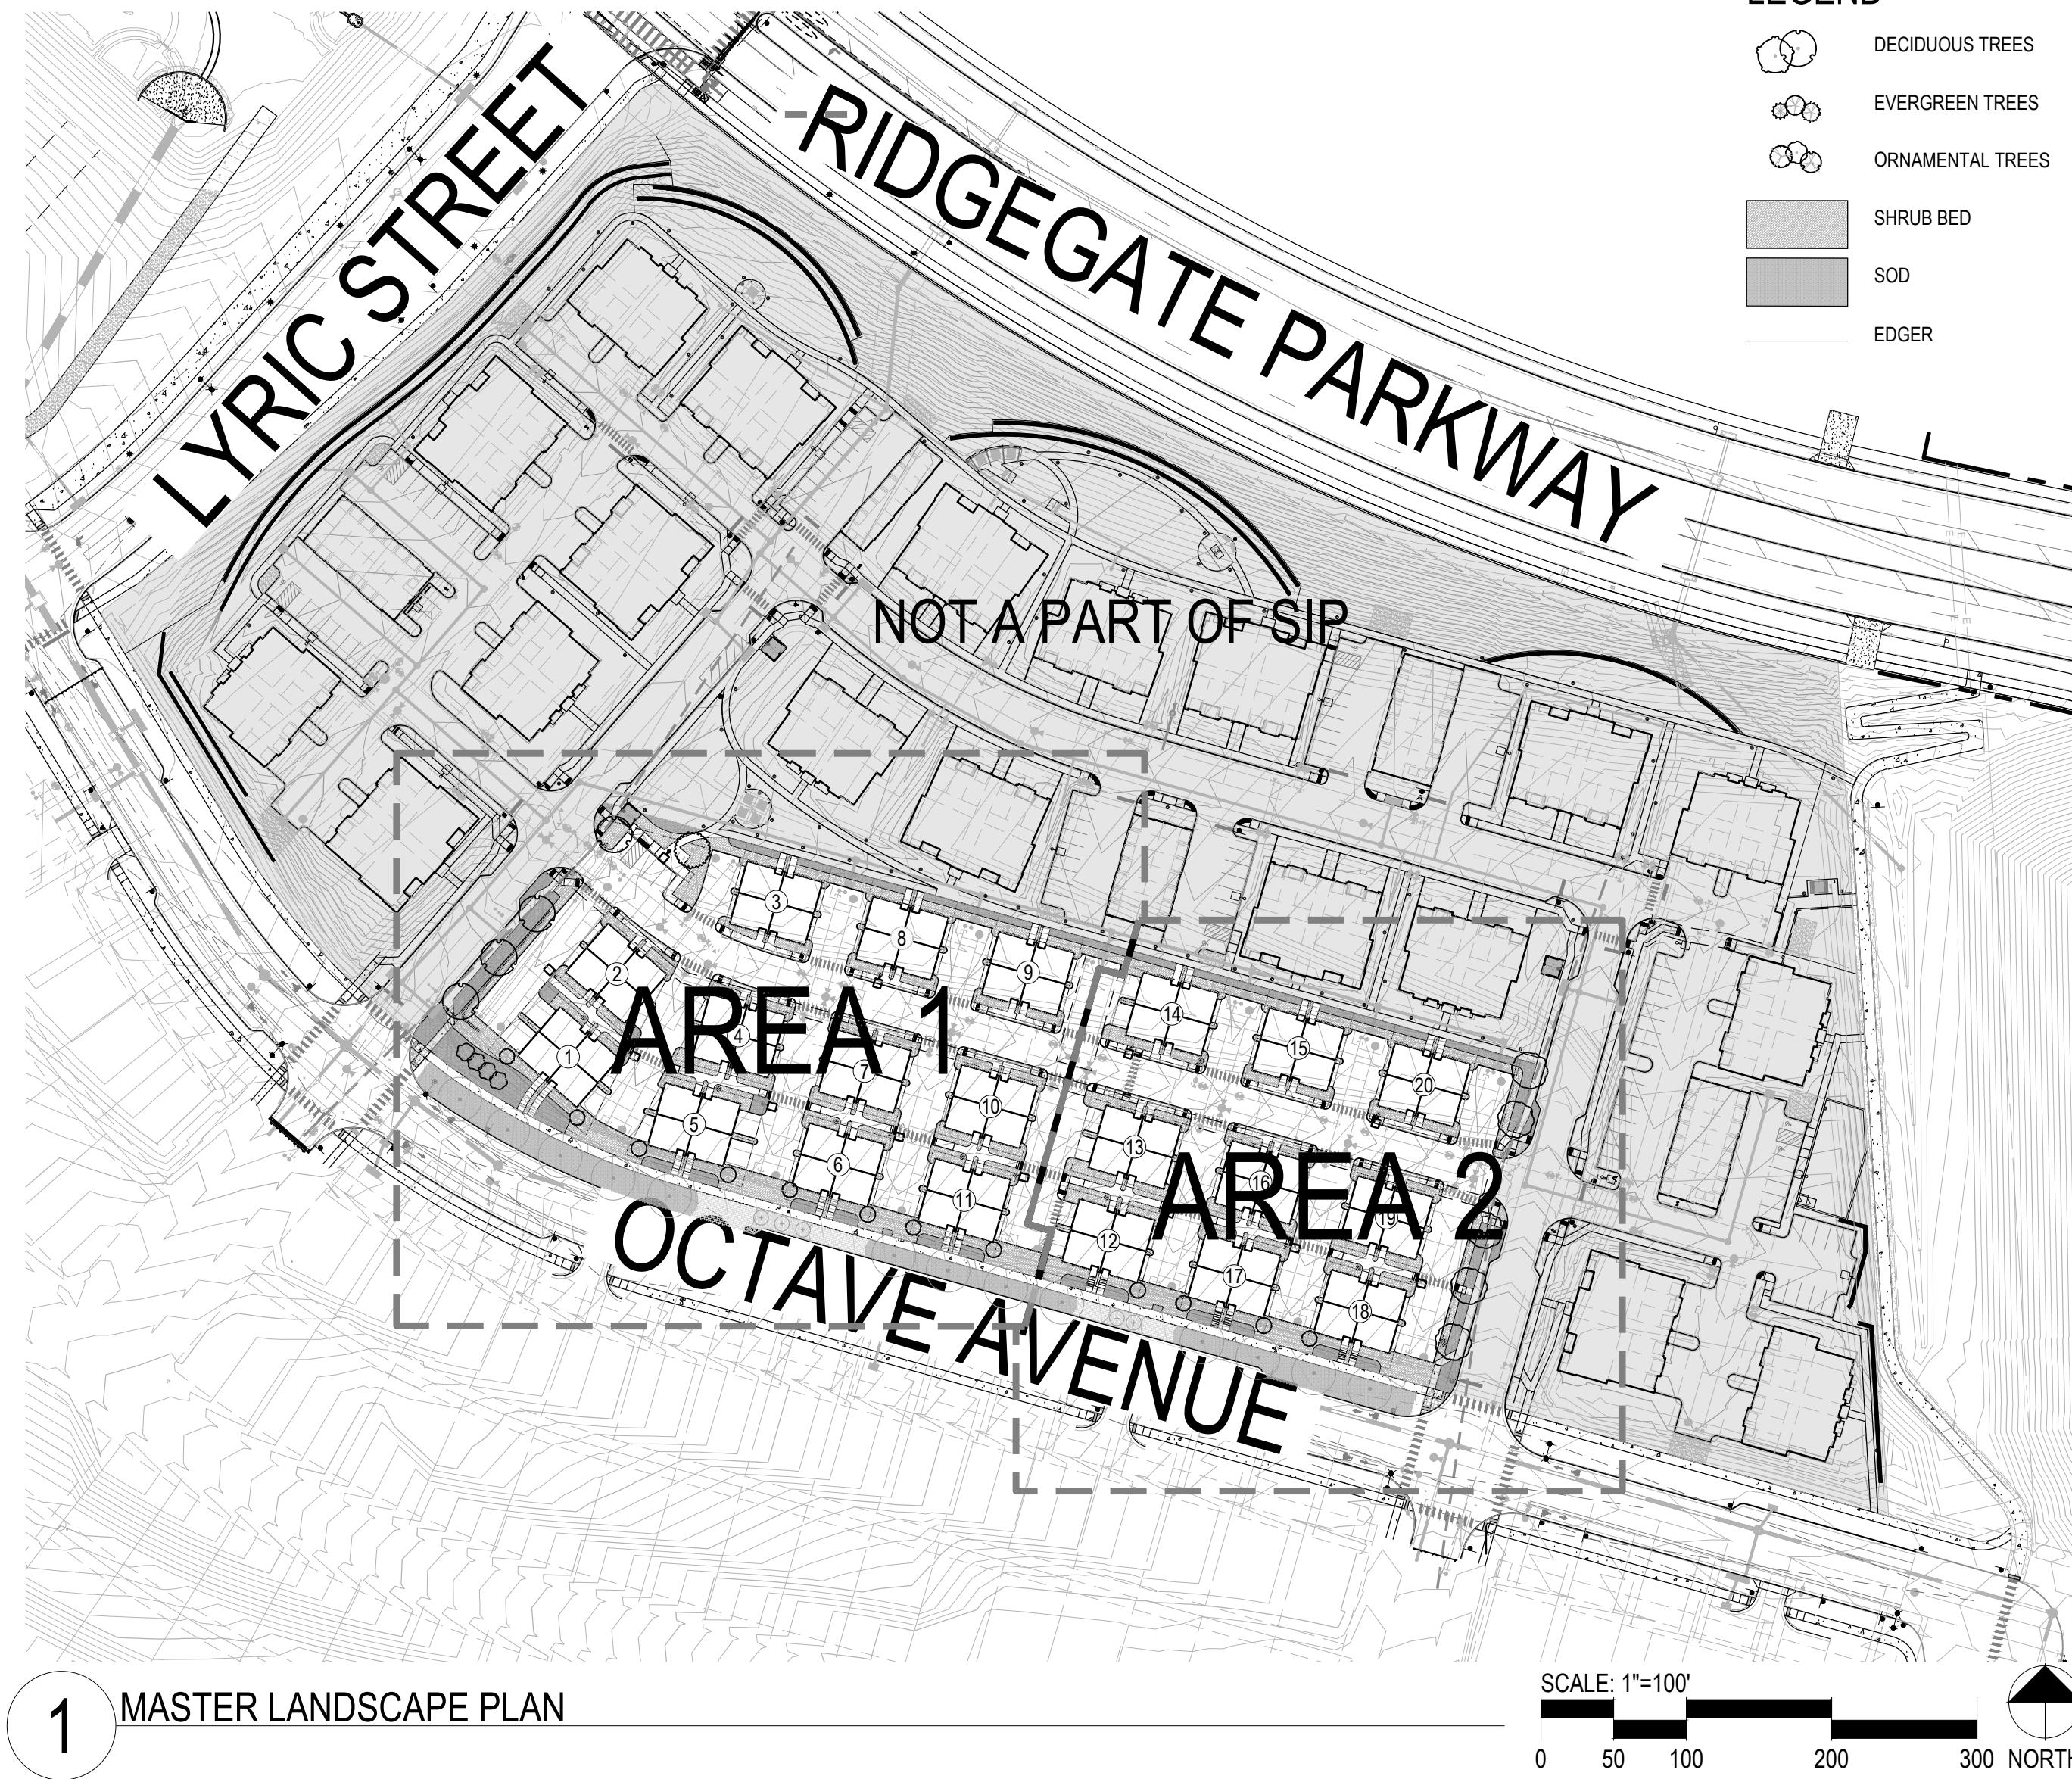 LEGEND
DECIDUOUS TREES
EVERGREEN TREES
ORNAMENTAL TREES
SHRUB BED
SOD
EDGER
LYRIC STREET
RIDGEGATE PARKWAY
NOT A PART OF SIP
AREA 1
AREA 2
OCTAVE AVENUE
1
2
3
4
5
6
7
8
9
10
11
12
13
14
15
16
17
18
19
20
1 MASTER LANDSCAPE PLAN
SCALE: 1"=100'
0 50 100 200 300
NORTH